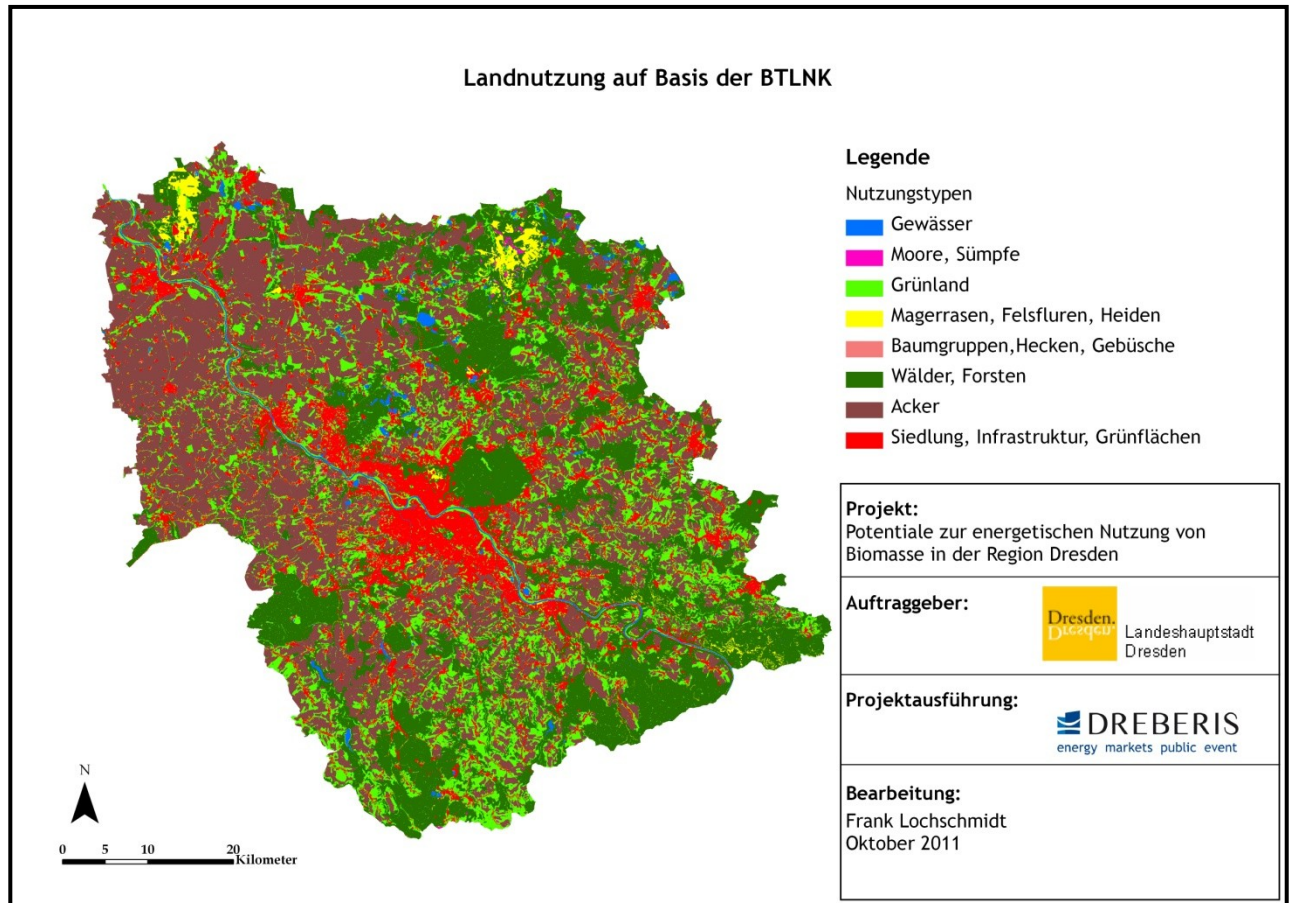 Landnutzung auf Basis der BTLNK
Legende
Nutzungstypen
Gewässer
Moore, Sümpfe
Grünland
Magerrasen, Felsfluren, Heiden
Baumgruppen,Hecken, Gebüsche
Wälder, Forsten
Acker
Siedlung, Infrastruktur, Grünflächen
Projekt:
Potentiale zur energetischen Nutzung von
Biomasse in der Region Dresden
Auftraggeber:
Dresden.
Dresden.
Landeshauptstadt
Dresden
Projektausführung:
DREBERIS
energy markets public event
Bearbeitung:
Frank Lochschmidt
Oktober 2011
N
0 5 10 20
Kilometer